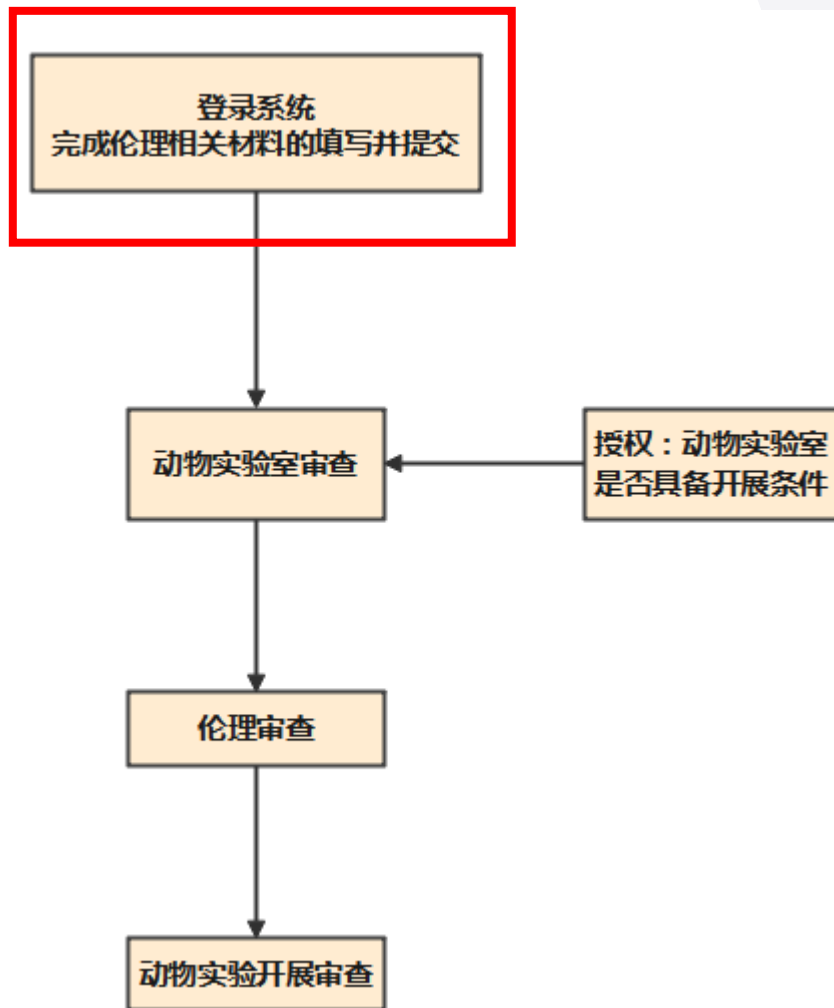 登录系统
完成伦理相关材料的填写并提交
动物实验室审查
授权：动物实验室
是否具备开展条件
伦理审查
动物实验开展审查